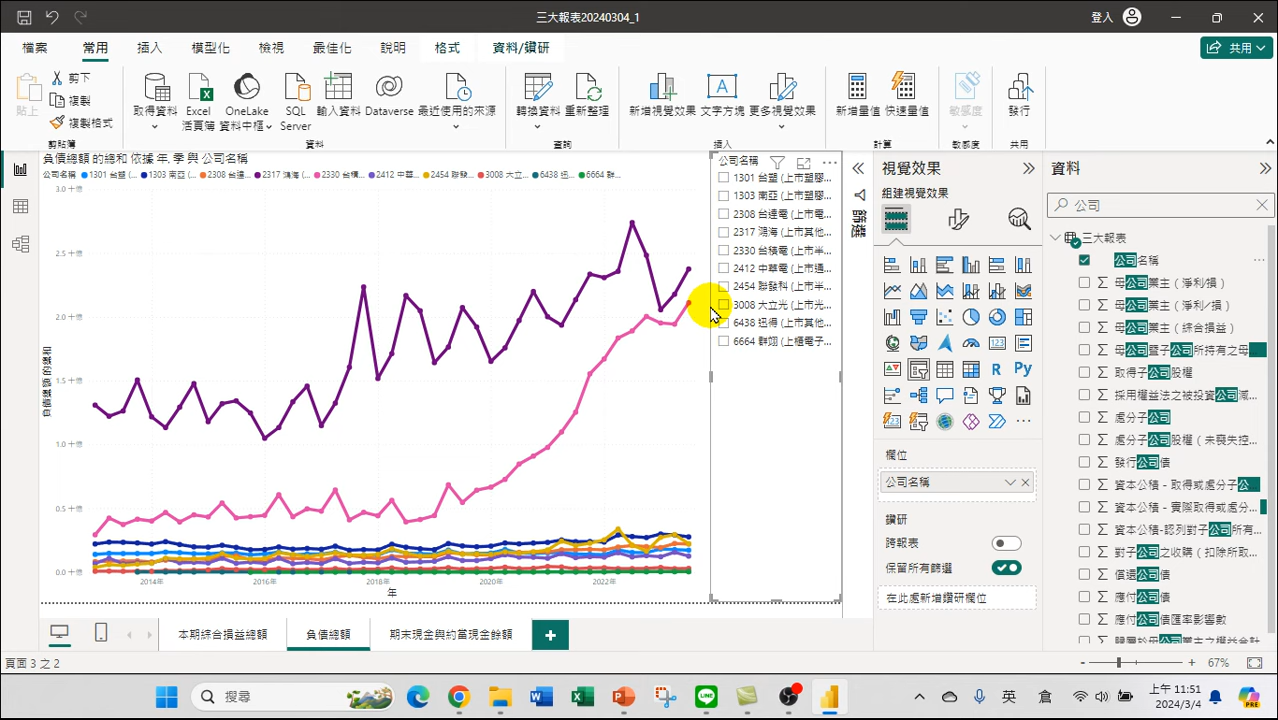 三大報表20240304_1
登入
檔案 常用 插入 模型化 檢視 最佳化 說明 格式 資料/鑽研 共用
貼上 剪下
複製
複製格式
取得資料 Excel 活頁簿 OneLake 資料中樞 SQL Server 輸入資料 Dataverse 最近使用的來源
轉換資料 重新整理
新增視覺效果 文字方塊 更多視覺效果
新增量值 快速量值 敏感度 發行
剪貼簿 資料 查詢 插入 計算 敏感度 共用
負債總額 的總和 依據 年, 季 與 公司名稱
公司名稱 1301 台塑 (... 1303 南亞 (... 2308 台達... 2317 鴻海 (... 2330 台積... 2412 中華... 2454 聯發... 3008 大立... 6438 迅... 6664 群...
3.0 十億
2.5 十億
2.0 十億
1.5 十億
1.0 十億
0.5 十億
0.0 十億
負債總額 的總和
2014年 2016年 2018年 2020年 2022年
年
公司名稱
1301 台塑 (上市塑膠...
1303 南亞 (上市塑膠...
2308 台達電 (上市電...
2317 鴻海 (上市其他...
2330 台積電 (上市半...
2412 中華電 (上市通...
2454 聯發科 (上市半...
3008 大立光 (上市光...
6438 迅得 (上市其他...
6664 群翊 (上櫃電子...
篩選
視覺效果
組建視覺效果
欄位
公司名稱
鑽研
跨報表
保留所有篩選
在此處新增鑽研欄位
資料
公司
三大報表
公司名稱
母公司業主（淨利∕損）
母公司業主（淨利／損）
母公司業主（綜合損益）
母公司暨子公司所持有之母...
取得子公司股權
採用權益法之被投資公司減...
處分子公司
處分子公司股權（未喪失控...
發行公司債
資本公積－取得或處分子公
資本公積－實際取得或處分...
資本公積-認列對子公司所有...
對子公司之收購（扣除所取...
償還公司債
應付公司債
應付公司債匯率影響數
歸屬於母公司業主之權益合計
本期綜合損益總額 負債總額 期末現金與約當現金餘額
頁面 3 之 2
67%
搜尋
英
上午 11:51
2024/3/4
PRE